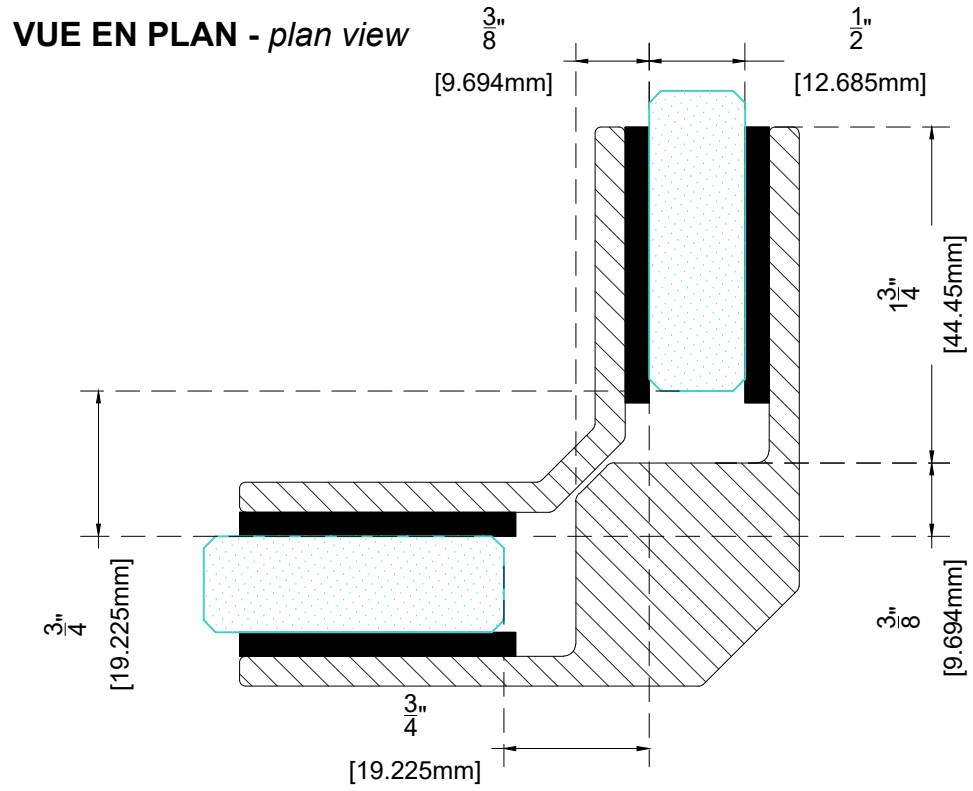 VUE EN PLAN - plan view
3/8"
[9.694mm]
1/2"
[12.685mm]
1 3/4"
[44.45mm]
3/4"
[19.225mm]
3/8"
[9.694mm]
3/4"
[19.225mm]